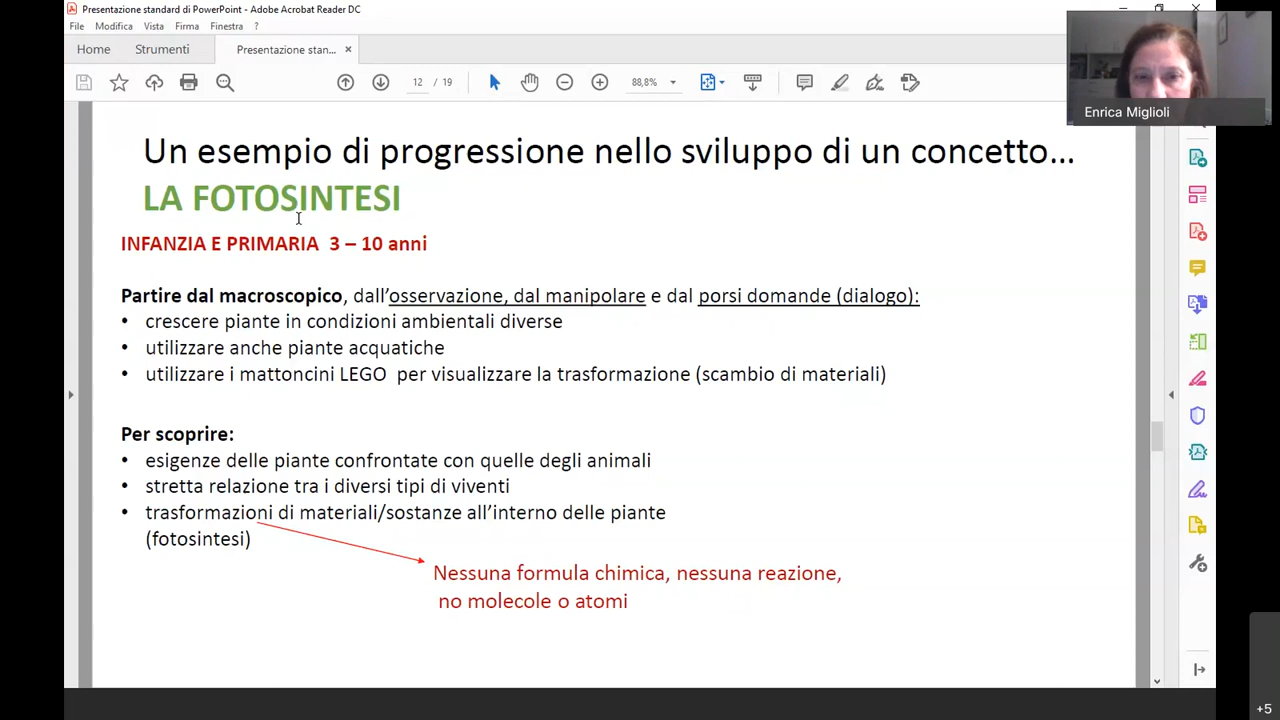 Presentazione standard di PowerPoint - Adobe Acrobat Reader DC
File Modifica Vista Firma Finestra ?
Home Strumenti Presentazione stan... ×
12 / 19 88,8%
Enrica Miglioli
Un esempio di progressione nello sviluppo di un concetto...
LA FOTOSINTESI
INFANZIA E PRIMARIA 3 – 10 anni
Partire dal macroscopico, dall’osservazione, dal manipolare e dal porsi domande (dialogo):
• crescere piante in condizioni ambientali diverse
• utilizzare anche piante acquatiche
• utilizzare i mattoncini LEGO per visualizzare la trasformazione (scambio di materiali)
Per scoprire:
• esigenze delle piante confrontate con quelle degli animali
• stretta relazione tra i diversi tipi di viventi
• trasformazioni di materiali/sostanze all’interno delle piante
(fotosintesi)
Nessuna formula chimica, nessuna reazione,
no molecole o atomi
+5